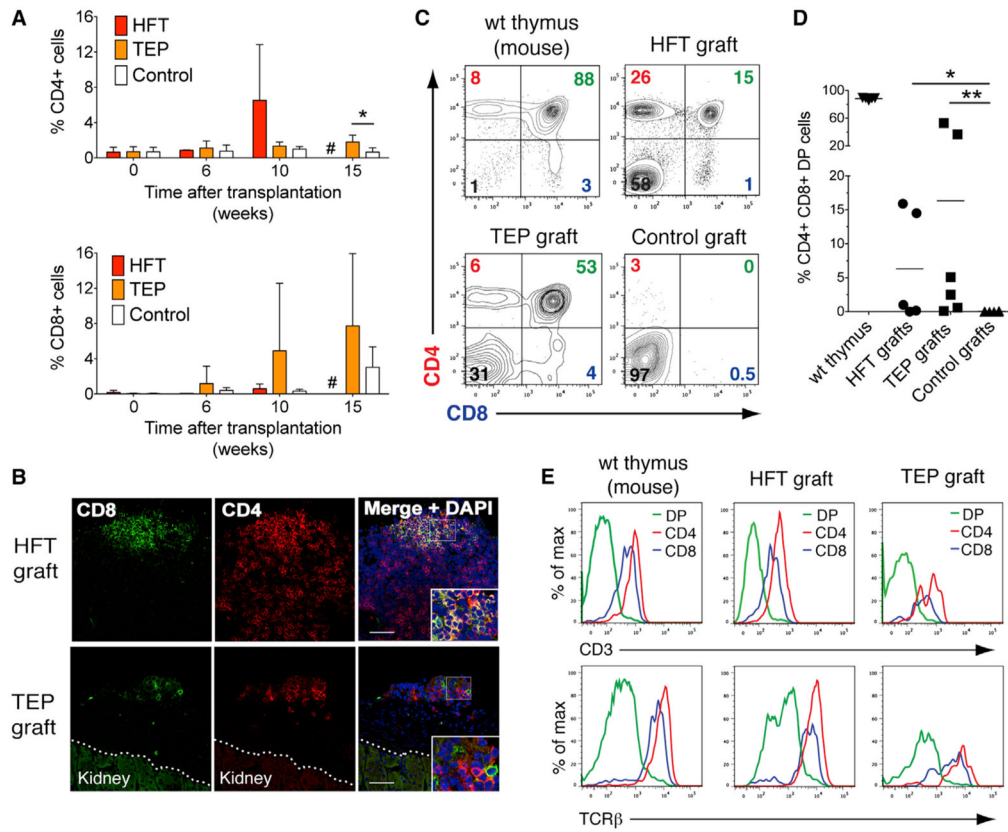 A
HFT
TEP
Control
% CD4+ cells
16
12
8
4
0
*
#
0 6 10 15
Time after transplantation
(weeks)
HFT
TEP
Control
% CD8+ cells
16
12
8
4
0
#
0 6 10 15
Time after transplantation
(weeks)
B
CD8 CD4 Merge + DAPI
HFT
graft
TEP
graft
Kidney Kidney
C
wt thymus
(mouse)
HFT graft
8 88
1 3
26 15
58 1
TEP graft Control graft
6 53
31 4
3 0
97 0.5
CD4
CD8
D
% CD4+ CD8+ DP cells
*
**
100
80
60
40
20
20
15
10
5
0
wt thymus
HFT grafts
TEP grafts
Control grafts
E
wt thymus
(mouse)
HFT graft TEP graft
% of max
DP
CD4
CD8
DP
CD4
CD8
DP
CD4
CD8
CD3
% of max
TCRβ